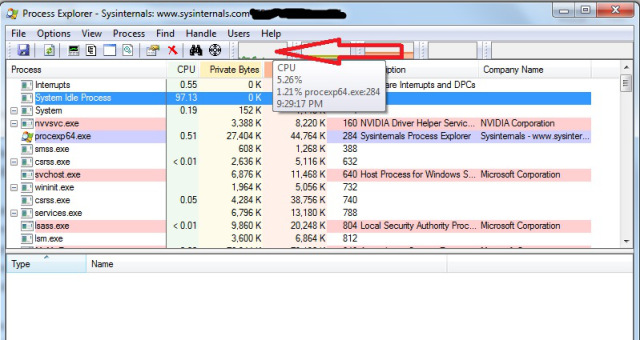 Process Explorer - Sysinternals: www.sysinternals.com
File Options View Process Find Handle Users Help
Process CPU Private Bytes Description Company Name
CPU
5.26%
1.21% procexp64.exe:284
9:29:17 PM
Interrupts 0.55 0 K Interrupts and DPCs
System Idle Process 97.13 0 K
System 0.19 152 K
nvvsvc.exe 3,388 K 8,220 K 160 NVIDIA Driver Helper Servic... NVIDIA Corporation
procexp64.exe 0.51 27,404 K 44,764 K 284 Sysinternals Process Explorer Sysinternals - www.sysinter...
smss.exe 608 K 1,268 K 388
csrss.exe < 0.01 2,636 K 5,116 K 632
svchost.exe 6,876 K 11,468 K 640 Host Process for Windows S... Microsoft Corporation
wininit.exe 1,964 K 5,056 K 732
csrss.exe 0.05 4,284 K 38,756 K 740
services.exe 6,796 K 13,180 K 788
lsass.exe < 0.01 9,860 K 20,248 K 804 Local Security Authority Proc... Microsoft Corporation
lsm.exe 3,600 K 6,864 K 812
Type Name